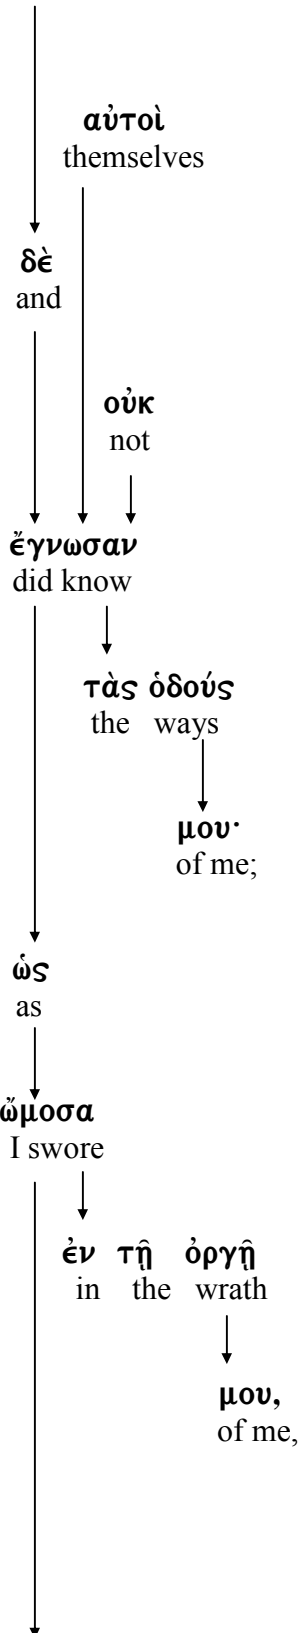 αὐτοὶ
themselves
δὲ
and
οὐκ
not
ἔγνωσαν
did know
τὰς ὁδούς
the ways
μου·
of me;
ὡς
as
ὤμοσα
I swore
ἐν τῇ ὀργῇ
in the wrath
μου,
of me,